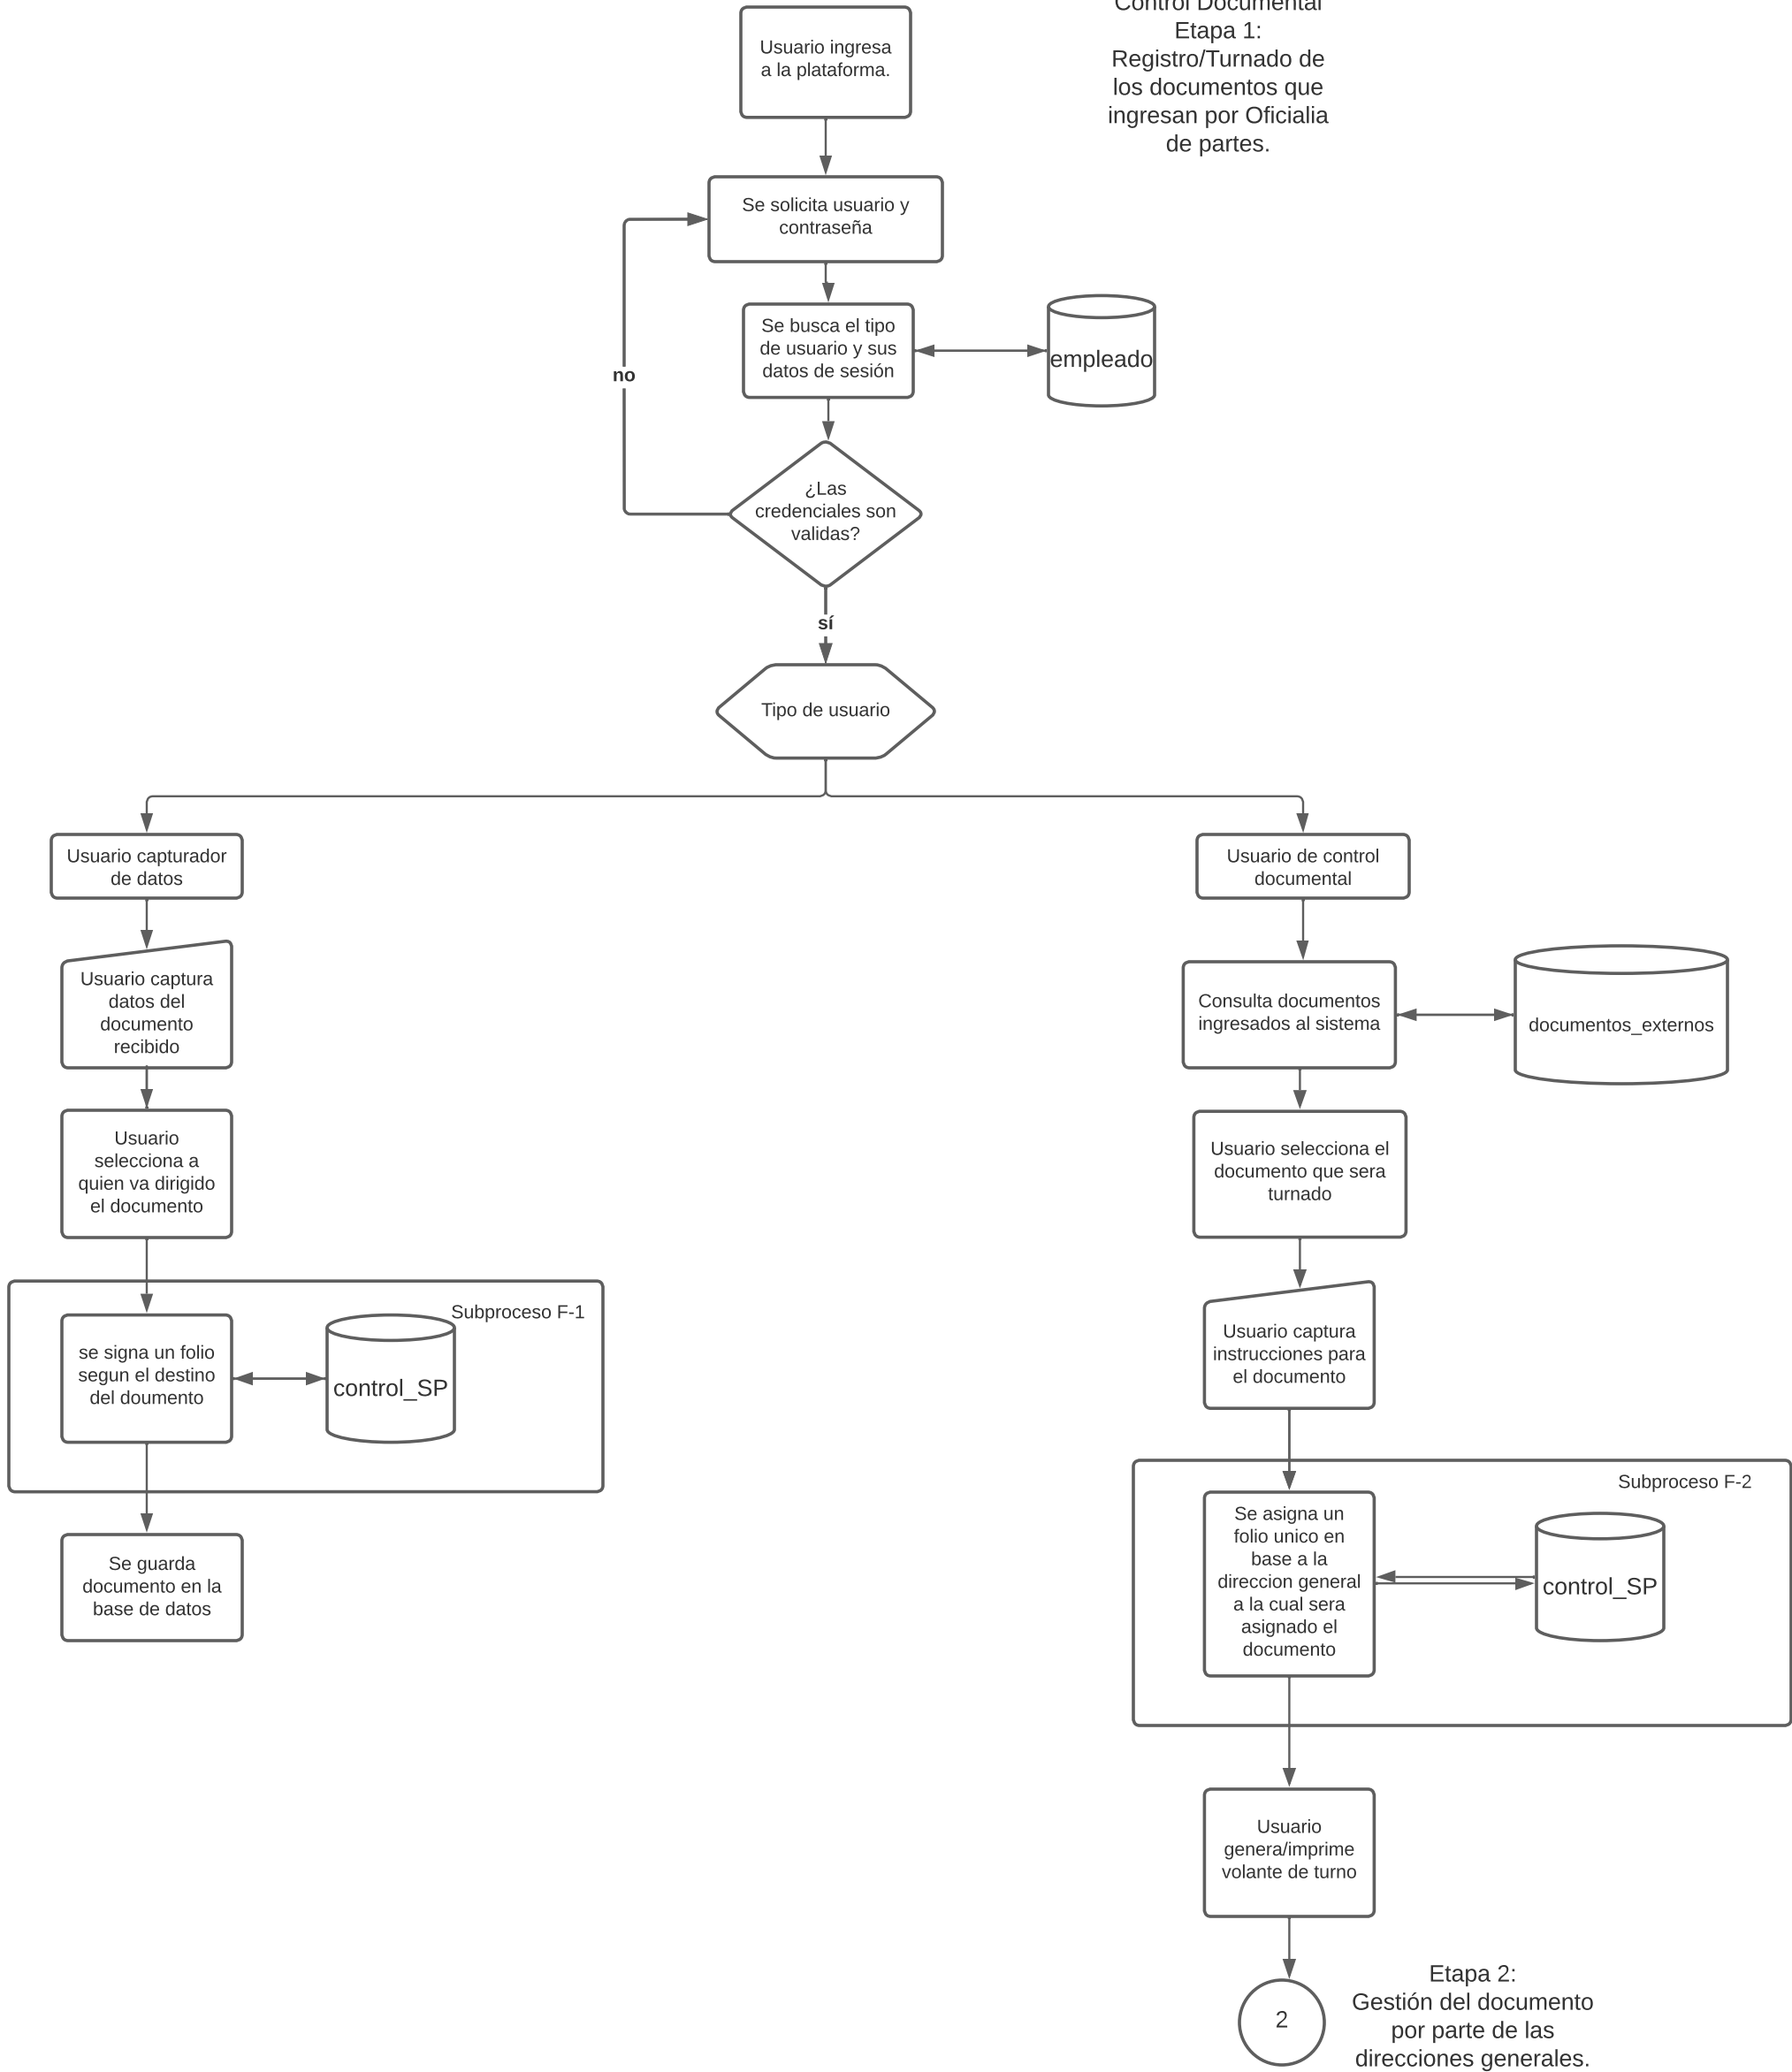 Control Documental
Etapa 1:
Registro/Turnado de
los documentos que
ingresan por Oficialia
de partes.
Usuario ingresa
a la plataforma.
Se solicita usuario y
contraseña
Se busca el tipo
de usuario y sus
datos de sesión
empleado
no
¿Las
credenciales son
validas?
sí
Tipo de usuario
Usuario capturador
de datos
Usuario captura
datos del
documento
recibido
Usuario
selecciona a
quien va dirigido
el documento
Subproceso F-1
se signa un folio
segun el destino
del doumento
control_SP
Se guarda
documento en la
base de datos
Usuario de control
documental
Consulta documentos
ingresados al sistema
documentos_externos
Usuario selecciona el
documento que sera
turnado
Usuario captura
instrucciones para
el documento
Subproceso F-2
Se asigna un
folio unico en
base a la
direccion general
a la cual sera
asignado el
documento
control_SP
Usuario
genera/imprime
volante de turno
2
Etapa 2:
Gestión del documento
por parte de las
direcciones generales.